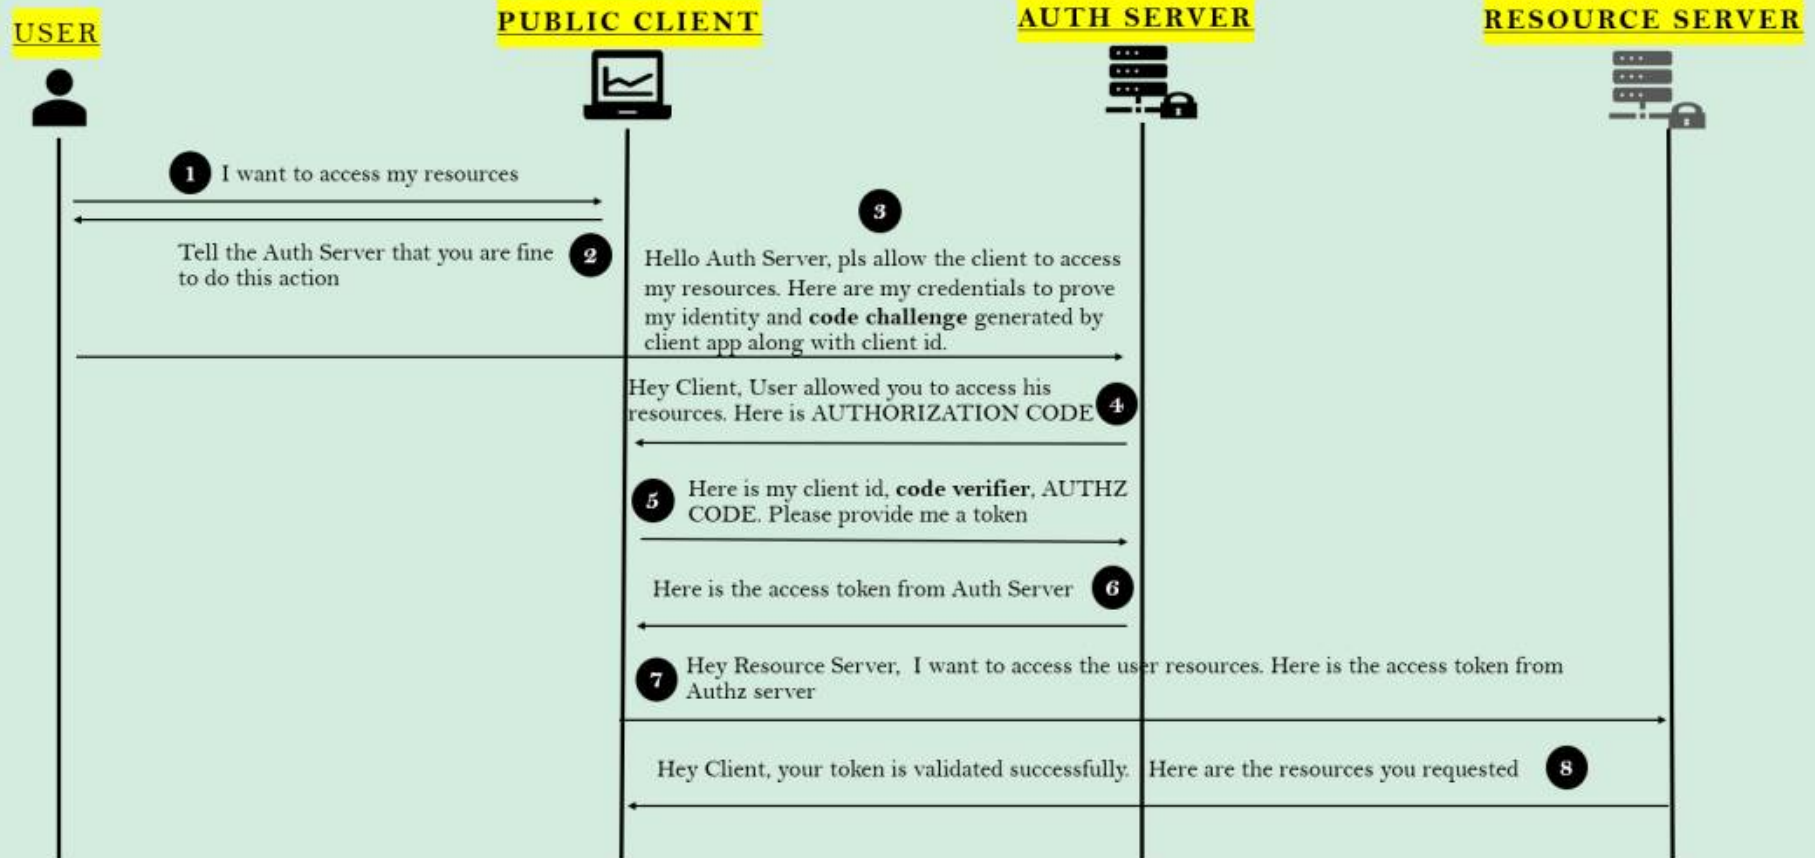 USER
PUBLIC CLIENT
AUTH SERVER
RESOURCE SERVER
1 I want to access my resources
Tell the Auth Server that you are fine
to do this action
2
3
Hello Auth Server, pls allow the client to access
my resources. Here are my credentials to prove
my identity and code challenge generated by
client app along with client id.
Hey Client, User allowed you to access his
resources. Here is AUTHORIZATION CODE
4
5
Here is my client id, code verifier, AUTHZ
CODE. Please provide me a token
Here is the access token from Auth Server 6
7
Hey Resource Server, I want to access the user resources. Here is the access token from
Authz server
Hey Client, your token is validated successfully. Here are the resources you requested 8